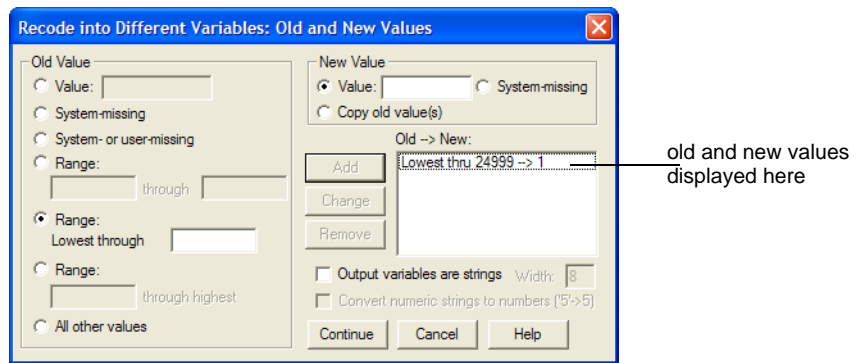 Recode into Different Variables: Old and New Values
Old Value
Value:
System-missing
System- or user-missing
Range:
through
Range:
Lowest through
Range:
through highest
All other values
New Value
Value:
System-missing
Copy old value(s)
Old --> New:
Add
Change
Remove
Lowest thru 24999 --> 1
Output variables are strings
Width:
8
Convert numeric strings to numbers ('5'->5)
Continue
Cancel
Help
old and new values
displayed here